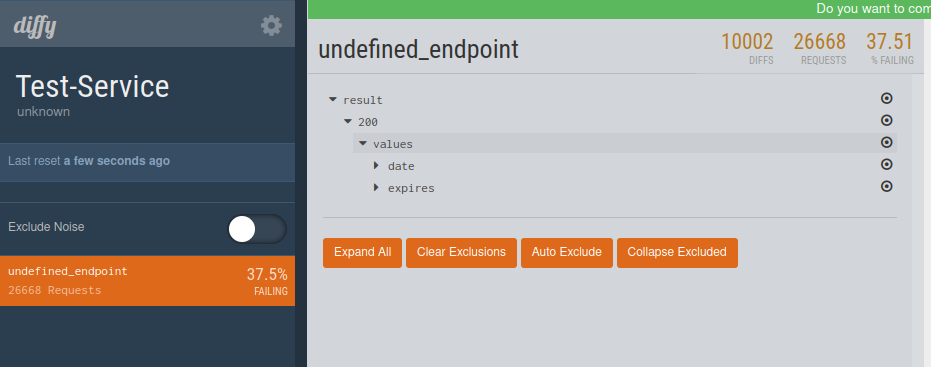 Do you want to com
diffy
Test-Service
unknown
Last reset a few seconds ago
Exclude Noise
undefined_endpoint
26668 Requests
37.5%
FAILING
undefined_endpoint
10002
DIFFS
26668
REQUESTS
37.51
% FAILING
result
200
values
date
expires
Expand All
Clear Exclusions
Auto Exclude
Collapse Excluded